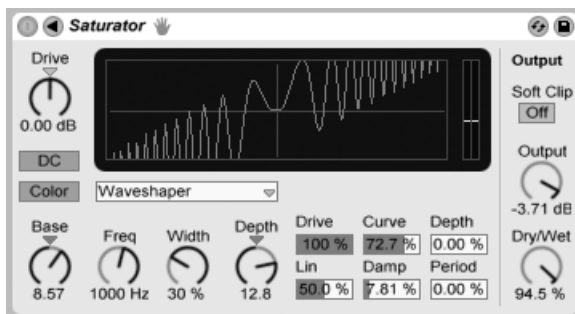 Saturator
Drive
0.00 dB
DC
Color
Waveshaper
Output
Soft Clip
Off
Output
-3.71 dB
Dry/Wet
94.5 %
Base
8.57
Freq
1000 Hz
Width
30 %
Depth
12.8
Drive
100 %
Curve
72.7 %
Depth
0.00 %
Lin
50.0 %
Damp
7.81 %
Period
0.00 %